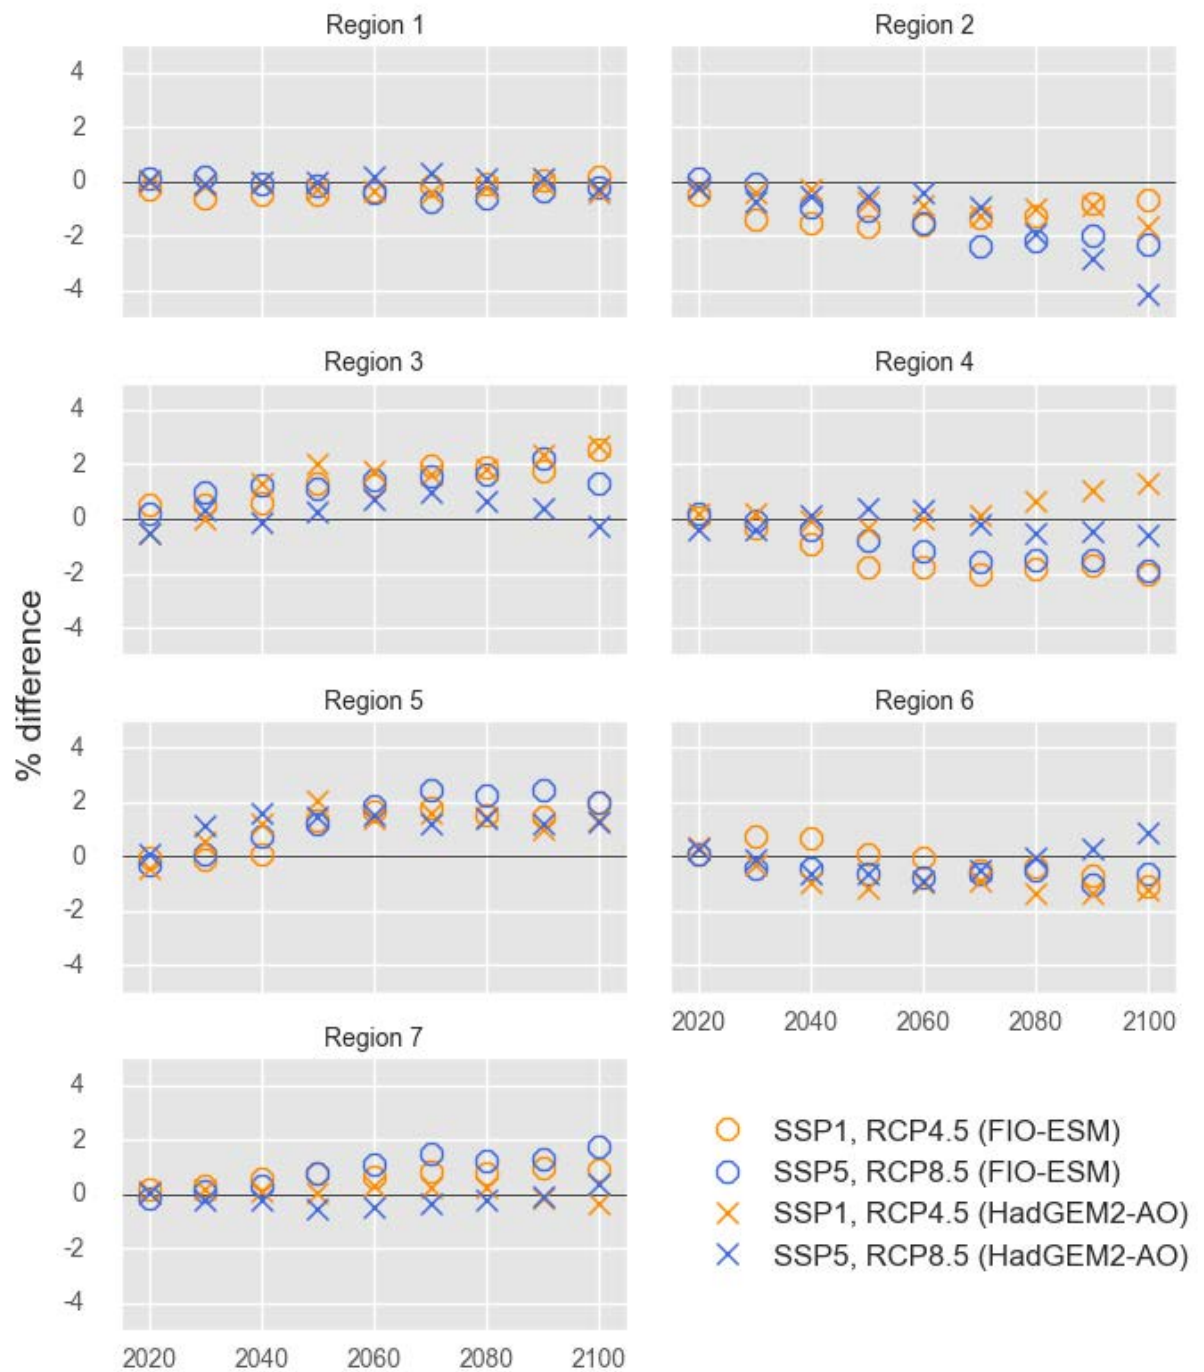 Region 1
Region 2
4
2
0
-2
-4
Region 3
Region 4
4
2
0
-2
-4
% difference
Region 5
Region 6
4
2
0
-2
-4
2020 2040 2060 2080 2100
Region 7
4
2
0
-2
-4
2020 2040 2060 2080 2100
SSP1, RCP4.5 (FIO-ESM)
SSP5, RCP8.5 (FIO-ESM)
SSP1, RCP4.5 (HadGEM2-AO)
SSP5, RCP8.5 (HadGEM2-AO)